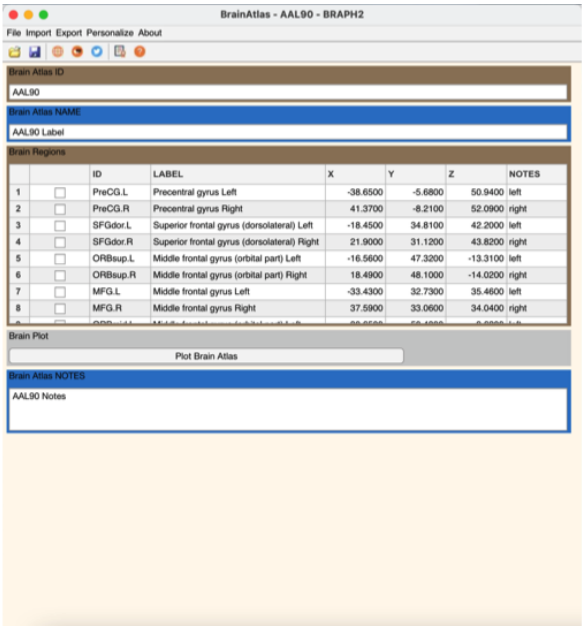 BrainAtlas - AAL90 - BRAPH2
File Import Export Personalize About
Brain Atlas ID
AAL90
Brain Atlas NAME
AAL90 Label
Brain Regions
ID LABEL X Y Z NOTES
1 PreCG.L Precentral gyrus Left -38.6500 -5.6800 50.9400 left
2 PreCG.R Precentral gyrus Right 41.3700 -8.2100 52.0900 right
3 SFGdor.L Superior frontal gyrus (dorsolateral) Left -18.4500 34.8100 42.2000 left
4 SFGdor.R Superior frontal gyrus (dorsolateral) Right 21.9000 31.1200 43.8200 right
5 ORBsup.L Middle frontal gyrus (orbital part) Left -16.5600 47.3200 -13.3100 left
6 ORBsup.R Middle frontal gyrus (orbital part) Right 18.4900 48.1000 -14.0200 right
7 MFG.L Middle frontal gyrus Left -33.4300 32.7300 35.4600 left
8 MFG.R Middle frontal gyrus Right 37.5900 33.0600 34.0400 right
Brain Plot
Plot Brain Atlas
Brain Atlas NOTES
AAL90 Notes